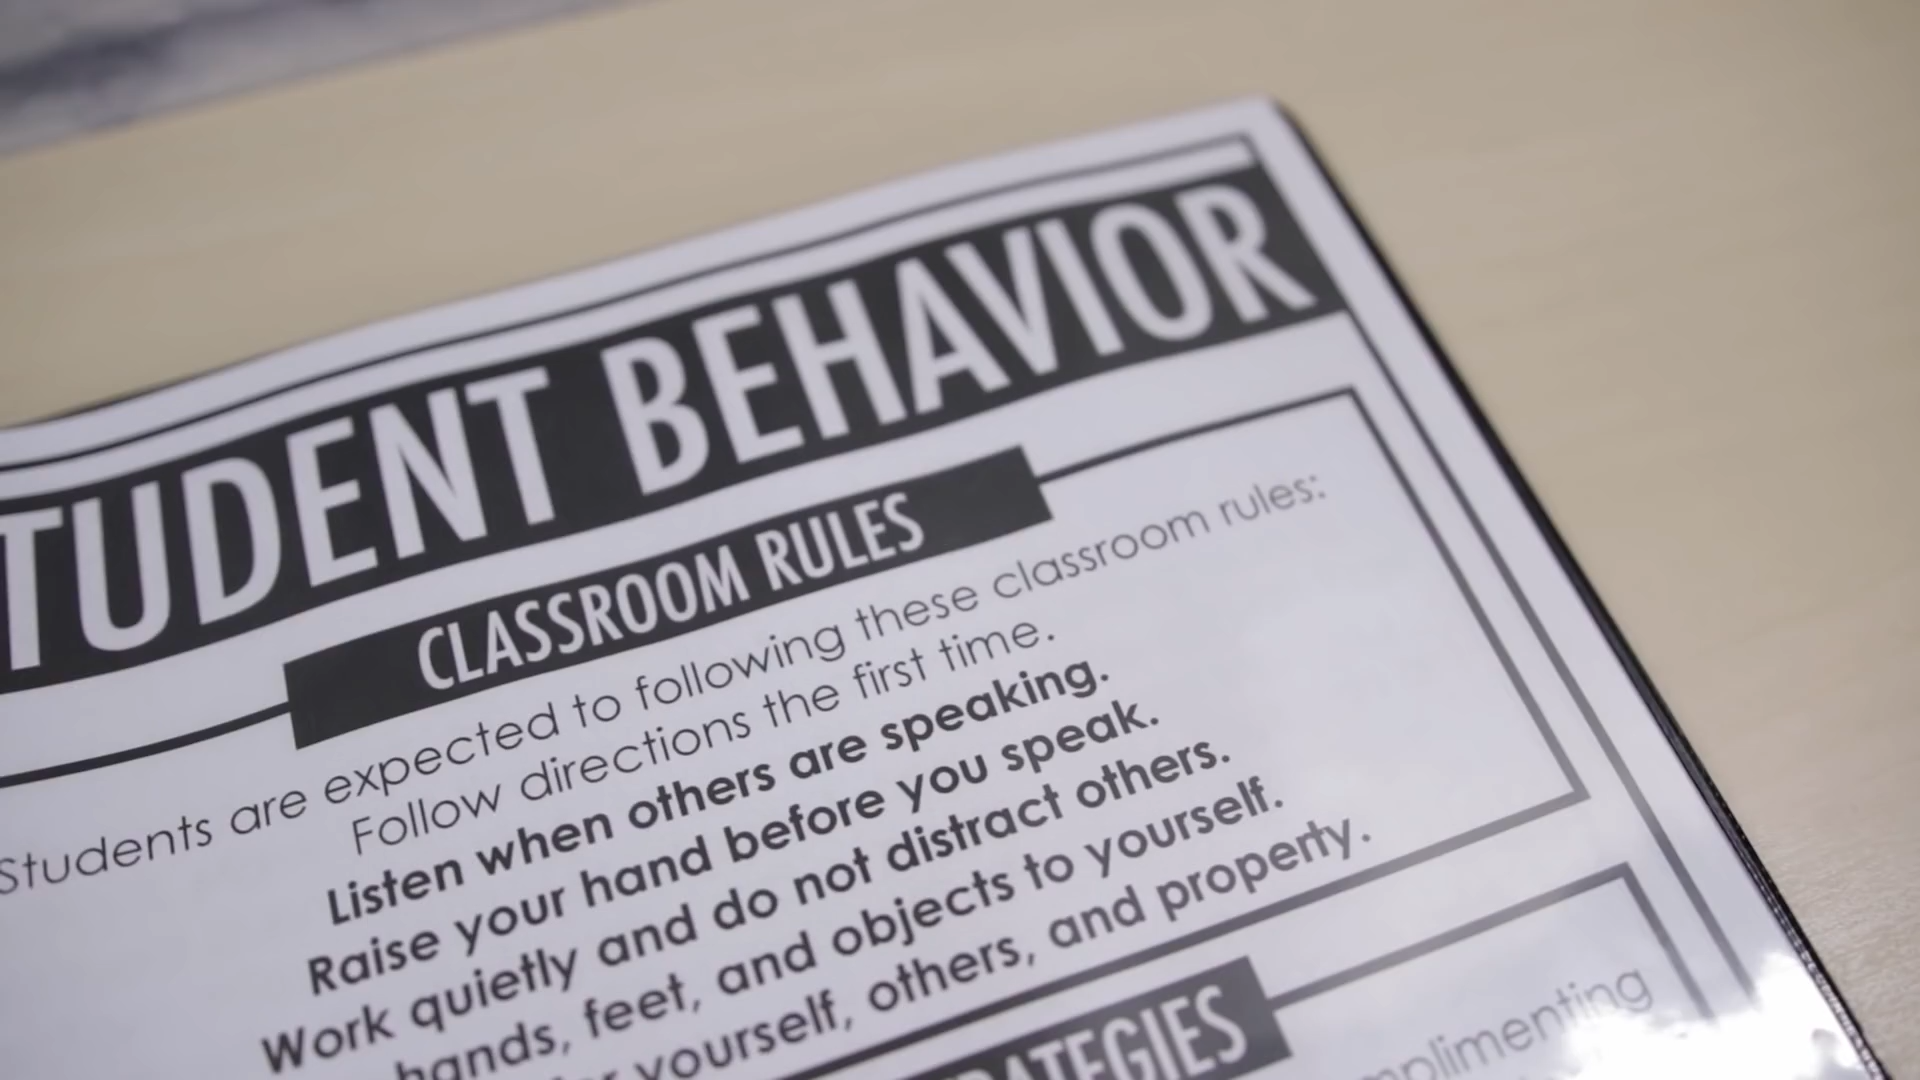 TUDENT BEHAVIOR
CLASSROOM RULES
Students are expected to following these classroom rules:
Follow directions the first time.
Listen when others are speaking.
Raise your hand before you speak.
Work quietly and do not distract others.
hands, feet, and objects to yourself.
yourself, others, and property.
ATEGIES
mplimenting